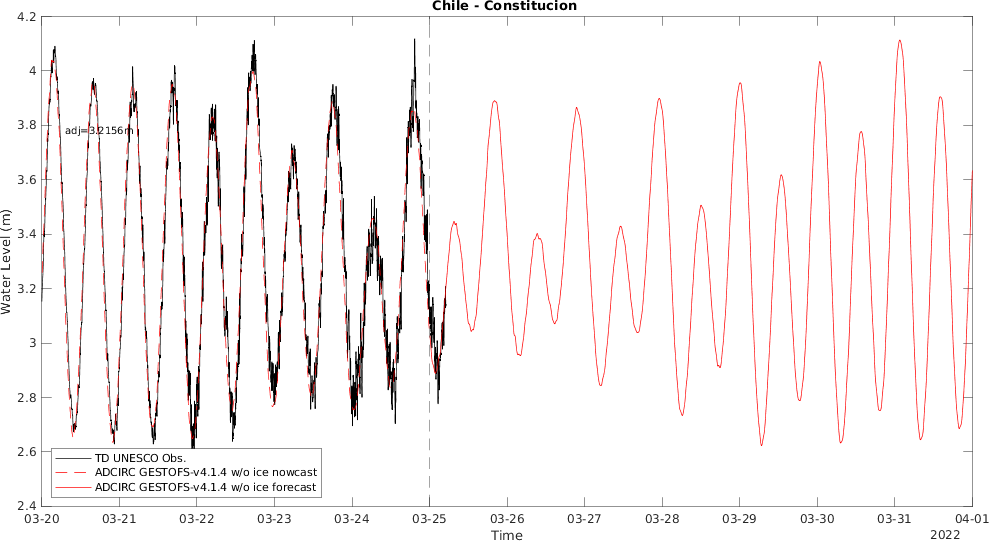 Chile - Constitucion
4.2
4
3.8
3.6
3.4
3.2
3
2.8
2.6
2.4
Water Level (m)
adj=3.2156m
TD UNESCO Obs.
ADCIRC GESTOFS-v4.1.4 w/o ice nowcast
ADCIRC GESTOFS-v4.1.4 w/o ice forecast
03-20 03-21 03-22 03-23 03-24 03-25 03-26 03-27 03-28 03-29 03-30 03-31 04-01
Time
2022